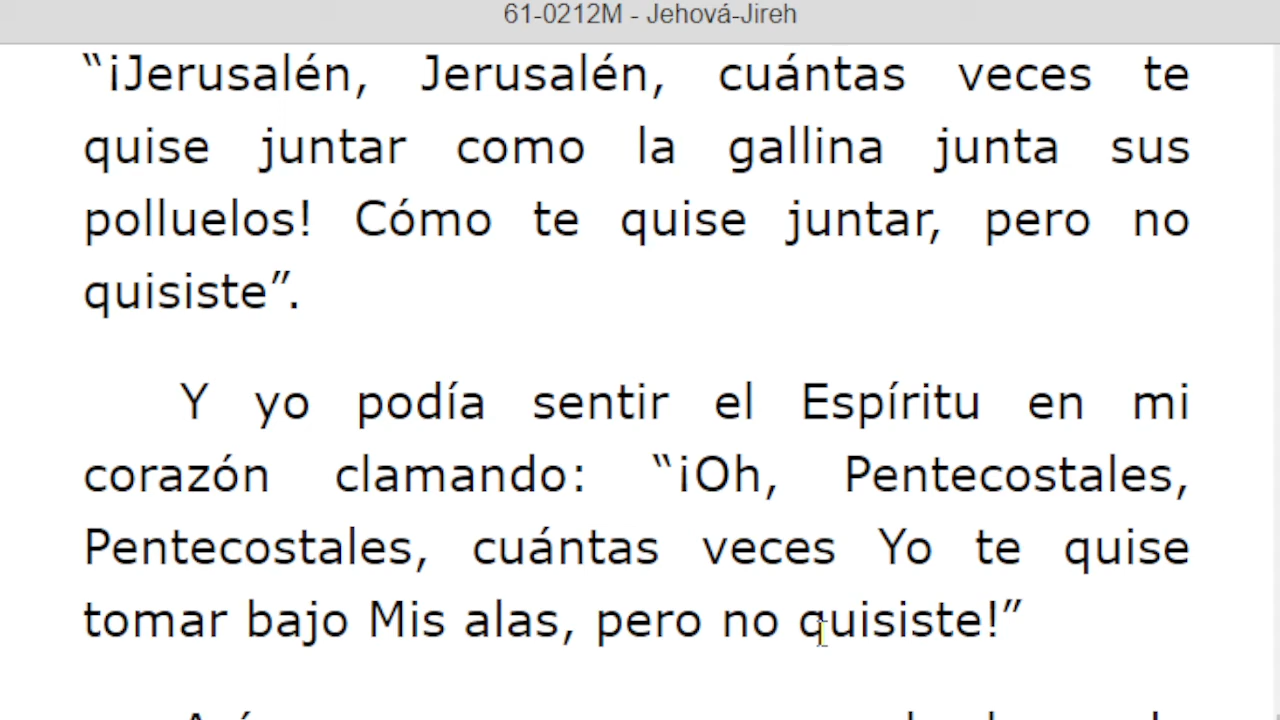 61-0212M - Jehová-Jireh
“¡Jerusalén, Jerusalén, cuántas veces te
quise juntar como la gallina junta sus
polluelos! Cómo te quise juntar, pero no
quisiste”.
Y yo podía sentir el Espíritu en mi
corazón clamando: “¡Oh, Pentecostales,
Pentecostales, cuántas veces Yo te quise
tomar bajo Mis alas, pero no quisiste!”